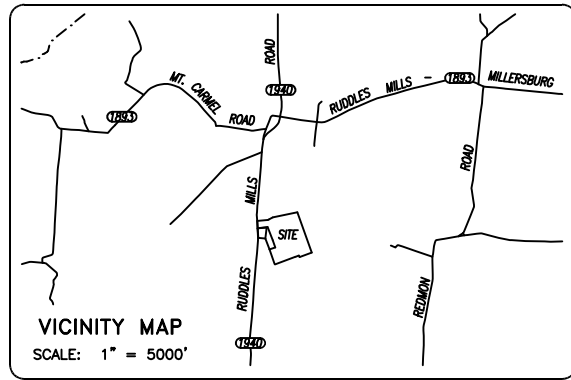 MT. CARMEL
ROAD
1893
ROAD
1940
RUDDLES MILLS
1893
MILLERSBURG
ROAD
MILLS
SITE
RUDDLES
REDMON
1940
VICINITY MAP
SCALE: 1" = 5000'